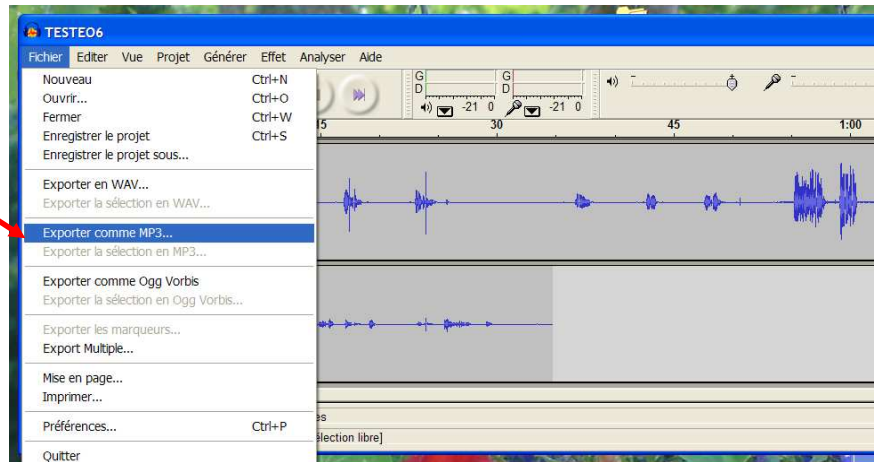 TESTEO6
Fichier Editer Vue Projet Générer Effet Analyser Aide
Nouveau Ctrl+N
Ouvrir... Ctrl+O
Fermer Ctrl+W
Enregistrer le projet Ctrl+S
Enregistrer le projet sous...
Exporter en WAV...
Exporter la sélection en WAV...
Exporter comme MP3...
Exporter la sélection en MP3...
Exporter comme Ogg Vorbis
Exporter la sélection en Ogg Vorbis...
Exporter les marqueurs...
Export Multiple...
Mise en page...
Imprimer...
Préférences... Ctrl+P
Quitter
G G
D D
-21 0 -21 0
15 30 45 1:00
es
élection libre]